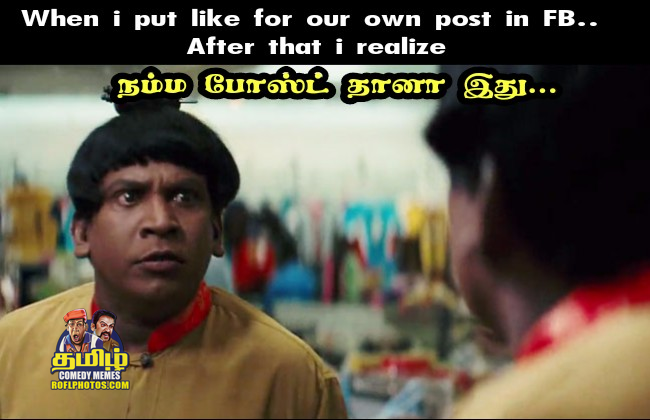 When i put like for our own post in FB..
After that i realize
நம்ம போஸ்ட் தானா இது...
தமிழ்
COMEDY MEMES
ROFLPHOTOS.COM